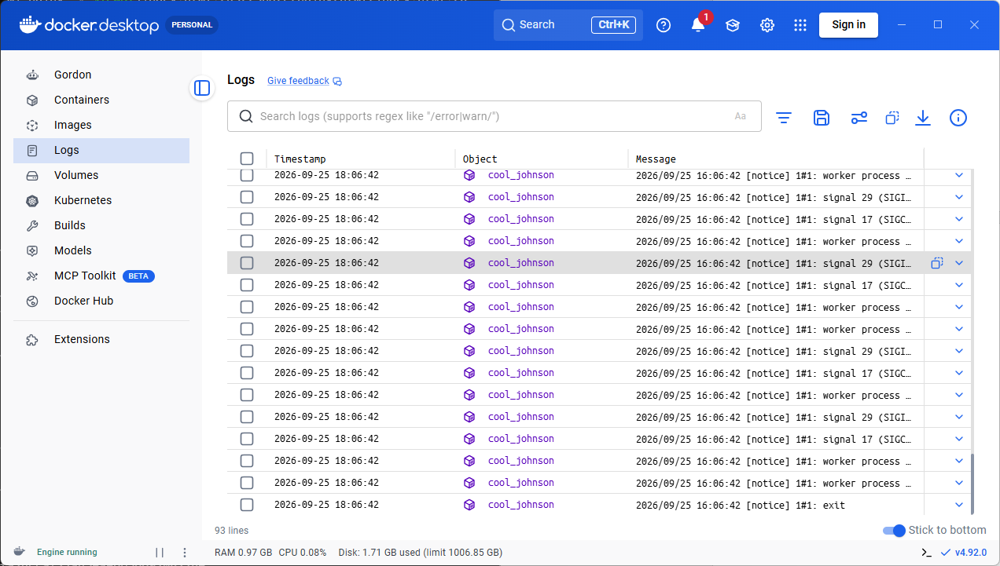 docker.desktop PERSONAL Search Ctrl+K 1 Sign in
Gordon
Containers
Images
Logs
Volumes
Kubernetes
Builds
Models
MCP Toolkit BETA
Docker Hub
Extensions
Logs Give feedback
Search logs (supports regex like "/error|warn/") Aa
Timestamp Object Message
2026-09-25 18:06:42 cool_johnson 2026/09/25 16:06:42 [notice] 1#1: worker process …
2026-09-25 18:06:42 cool_johnson 2026/09/25 16:06:42 [notice] 1#1: signal 29 (SIGI…
2026-09-25 18:06:42 cool_johnson 2026/09/25 16:06:42 [notice] 1#1: signal 17 (SIGC…
2026-09-25 18:06:42 cool_johnson 2026/09/25 16:06:42 [notice] 1#1: worker process …
2026-09-25 18:06:42 cool_johnson 2026/09/25 16:06:42 [notice] 1#1: signal 29 (SIGI…
2026-09-25 18:06:42 cool_johnson 2026/09/25 16:06:42 [notice] 1#1: signal 17 (SIGC…
2026-09-25 18:06:42 cool_johnson 2026/09/25 16:06:42 [notice] 1#1: worker process …
2026-09-25 18:06:42 cool_johnson 2026/09/25 16:06:42 [notice] 1#1: worker process …
2026-09-25 18:06:42 cool_johnson 2026/09/25 16:06:42 [notice] 1#1: signal 29 (SIGI…
2026-09-25 18:06:42 cool_johnson 2026/09/25 16:06:42 [notice] 1#1: signal 17 (SIGC…
2026-09-25 18:06:42 cool_johnson 2026/09/25 16:06:42 [notice] 1#1: worker process …
2026-09-25 18:06:42 cool_johnson 2026/09/25 16:06:42 [notice] 1#1: signal 29 (SIGI…
2026-09-25 18:06:42 cool_johnson 2026/09/25 16:06:42 [notice] 1#1: signal 17 (SIGC…
2026-09-25 18:06:42 cool_johnson 2026/09/25 16:06:42 [notice] 1#1: worker process …
2026-09-25 18:06:42 cool_johnson 2026/09/25 16:06:42 [notice] 1#1: worker process …
2026-09-25 18:06:42 cool_johnson 2026/09/25 16:06:42 [notice] 1#1: exit
93 lines Stick to bottom
Engine running RAM 0.97 GB CPU 0.08% Disk: 1.71 GB used (limit 1006.85 GB) v4.92.0